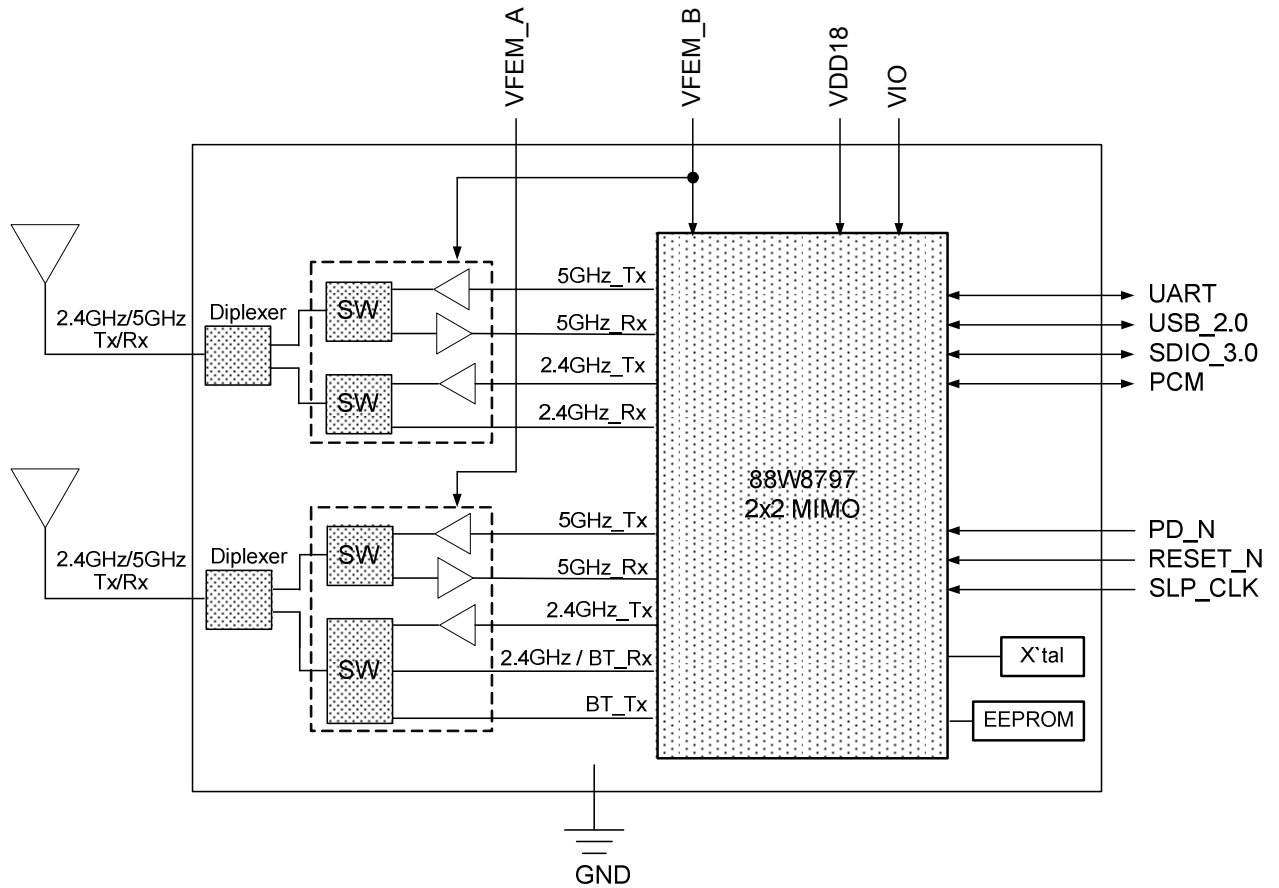 VFEM_A
VFEM_B
VDD18
VIO
2.4GHz/5GHz
Tx/Rx
Diplexer
SW
SW
5GHz_Tx
5GHz_Rx
2.4GHz_Tx
2.4GHz_Rx
UART
USB_2.0
SDIO_3.0
PCM
88W8797
2x2 MIMO
2.4GHz/5GHz
Tx/Rx
Diplexer
SW
SW
5GHz_Tx
5GHz_Rx
2.4GHz_Tx
2.4GHz / BT_Rx
BT_Tx
PD_N
RESET_N
SLP_CLK
X`tal
EEPROM
GND